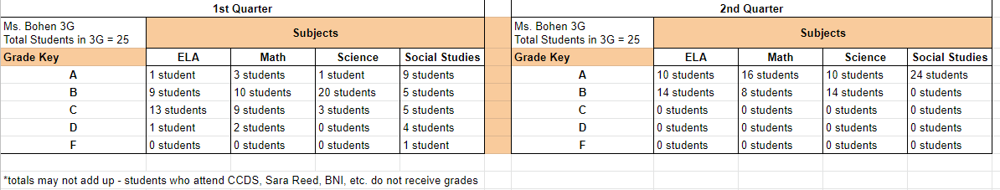 1st Quarter 2nd Quarter
Ms. Bohen 3G
Total Students in 3G = 25 Subjects Ms. Bohen 3G
Total Students in 3G = 25 Subjects
Grade Key ELA Math Science Social Studies Grade Key ELA Math Science Social Studies
A 1 student 3 students 1 student 9 students A 10 students 16 students 10 students 24 students
B 9 students 10 students 20 students 5 students B 14 students 8 students 14 students 0 students
C 13 students 9 students 3 students 5 students C 0 students 0 students 0 students 0 students
D 1 student 2 students 0 students 4 students D 0 students 0 students 0 students 0 students
F 0 students 0 students 0 students 1 student F 0 students 0 students 0 students 0 students
*totals may not add up - students who attend CCDS, Sara Reed, BNI, etc. do not receive grades